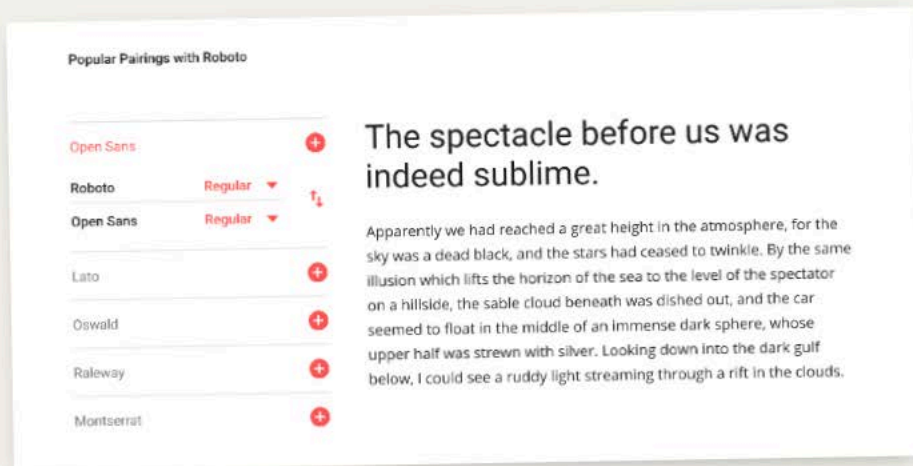 Popular Pairings with Roboto
Open Sans
Roboto Regular
Open Sans Regular
Lato
Oswald
Raleway
Montserrat
The spectacle before us was
indeed sublime.
Apparently we had reached a great height in the atmosphere, for the
sky was a dead black, and the stars had ceased to twinkle. By the same
illusion which lifts the horizon of the sea to the level of the spectator
on a hillside, the sable cloud beneath was dished out, and the car
seemed to float in the middle of an immense dark sphere, whose
upper half was strewn with silver. Looking down into the dark gulf
below, I could see a ruddy light streaming through a rift in the clouds.